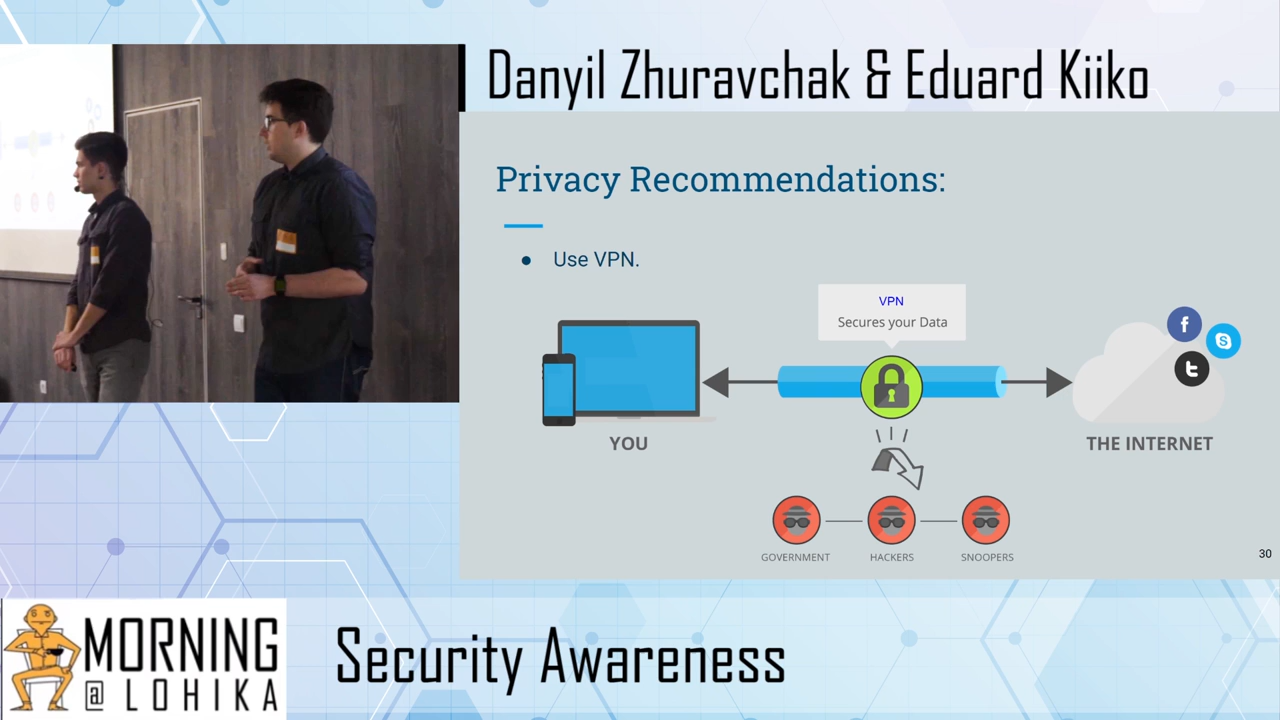 Danyil Zhuravchak & Eduard Kiiko
Privacy Recommendations:
● Use VPN.
VPN
Secures your Data
YOU
THE INTERNET
GOVERNMENT
HACKERS
SNOOPERS
30
MORNING
@ LOHIKA
Security Awareness